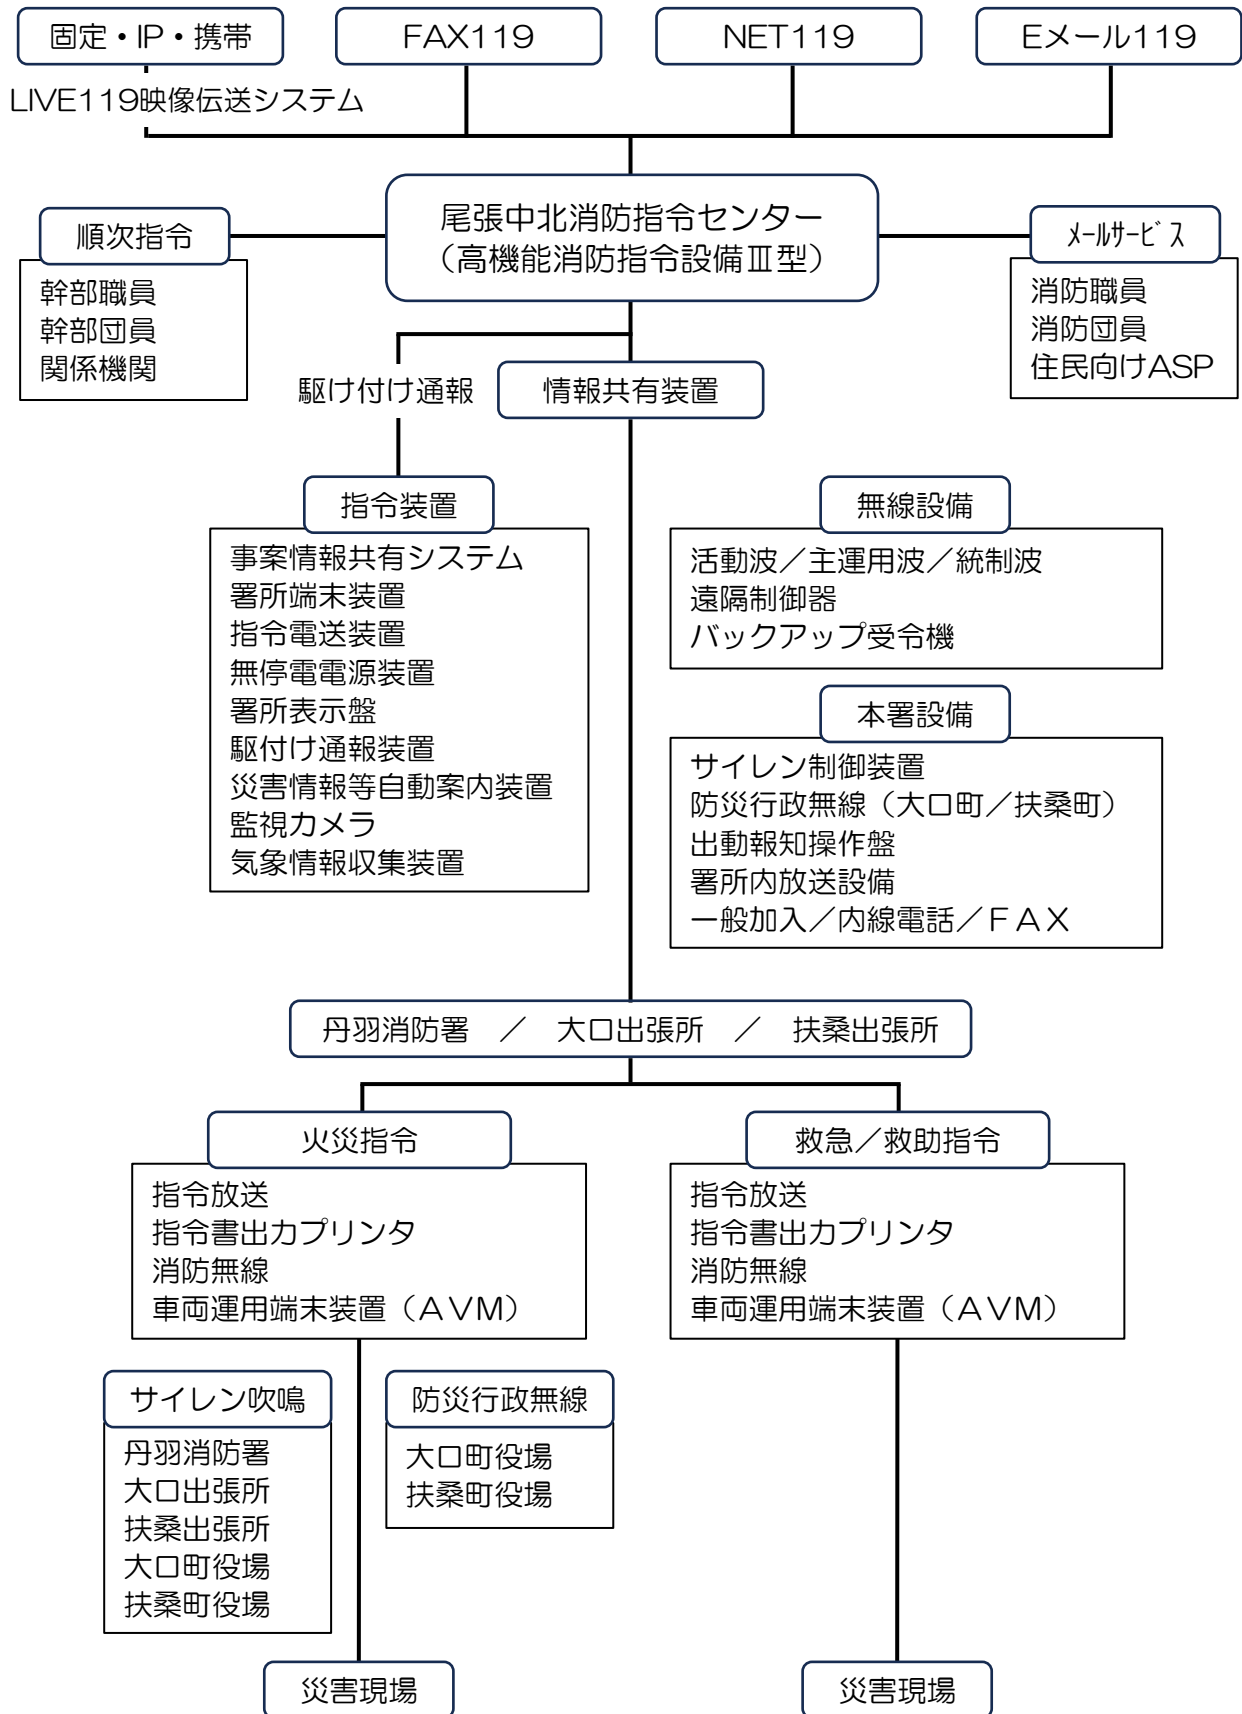 固定・IP・携帯
FAX119
NET119
Eメール119
LIVE119映像伝送システム
尾張中北消防指令センター
（高機能消防指令設備Ⅲ型）
順次指令
幹部職員
幹部団員
関係機関
メールサービス
消防職員
消防団員
住民向けASP
駆け付け通報
情報共有装置
指令装置
事案情報共有システム
署所端末装置
指令電送装置
無停電電源装置
署所表示盤
駆付け通報装置
災害情報等自動案内装置
監視カメラ
気象情報収集装置
無線設備
活動波／主運用波／統制波
遠隔制御器
バックアップ受令機
本署設備
サイレン制御装置
防災行政無線（大口町／扶桑町）
出動報知操作盤
署所内放送設備
一般加入／内線電話／ＦＡＸ
丹羽消防署　／　大口出張所　／　扶桑出張所
火災指令
指令放送
指令書出力プリンタ
消防無線
車両運用端末装置（ＡＶＭ）
救急／救助指令
指令放送
指令書出力プリンタ
消防無線
車両運用端末装置（ＡＶＭ）
サイレン吹鳴
丹羽消防署
大口出張所
扶桑出張所
大口町役場
扶桑町役場
防災行政無線
大口町役場
扶桑町役場
災害現場
災害現場